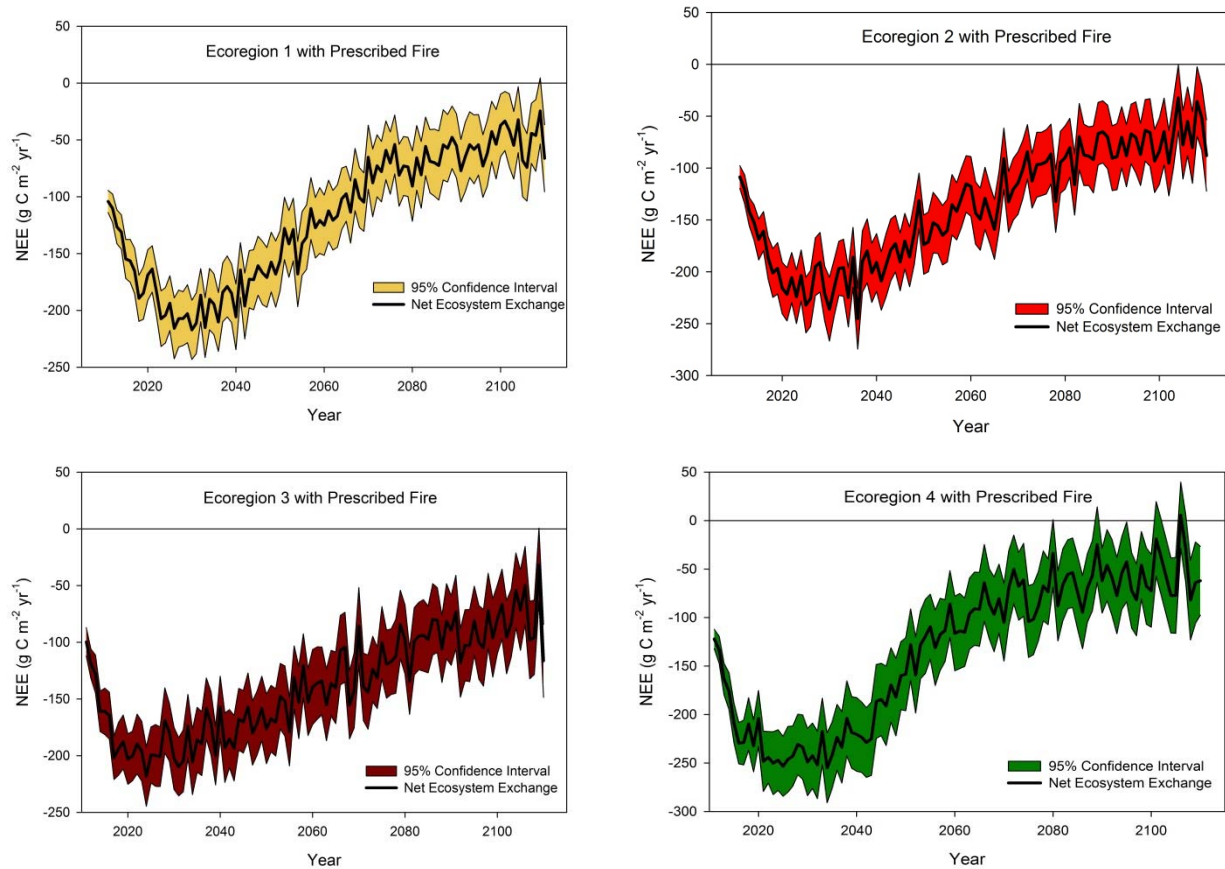 Ecoregion 1 with Prescribed Fire
50
0
-50
-100
-150
-200
-250
NEE (g C m⁻² yr⁻¹)
95% Confidence Interval
Net Ecosystem Exchange
2020 2040 2060 2080 2100
Year
Ecoregion 2 with Prescribed Fire
50
0
-50
-100
-150
-200
-250
-300
NEE (g C m⁻² yr⁻¹)
95% Confidence Interval
Net Ecosystem Exchange
2020 2040 2060 2080 2100
Year
Ecoregion 3 with Prescribed Fire
50
0
-50
-100
-150
-200
-250
NEE (g C m⁻² yr⁻¹)
95% Confidence Interval
Net Ecosystem Exchange
2020 2040 2060 2080 2100
Year
Ecoregion 4 with Prescribed Fire
50
0
-50
-100
-150
-200
-250
-300
NEE (g C m⁻² yr⁻¹)
95% Confidence Interval
Net Ecosystem Exchange
2020 2040 2060 2080 2100
Year